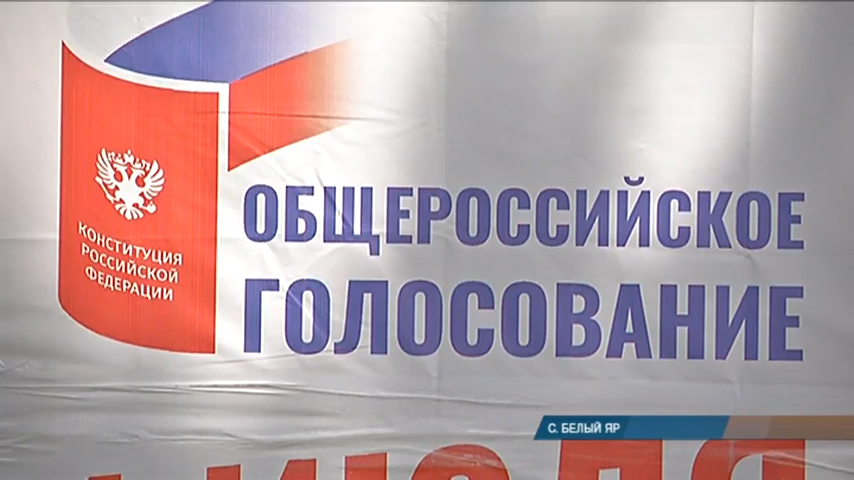 КОНСТИТУЦИЯ
РОССИЙСКОЙ
ФЕДЕРАЦИИ
ОБЩЕРОССИЙСКОЕ
ГОЛОСОВАНИЕ
С. БЕЛЫЙ ЯР